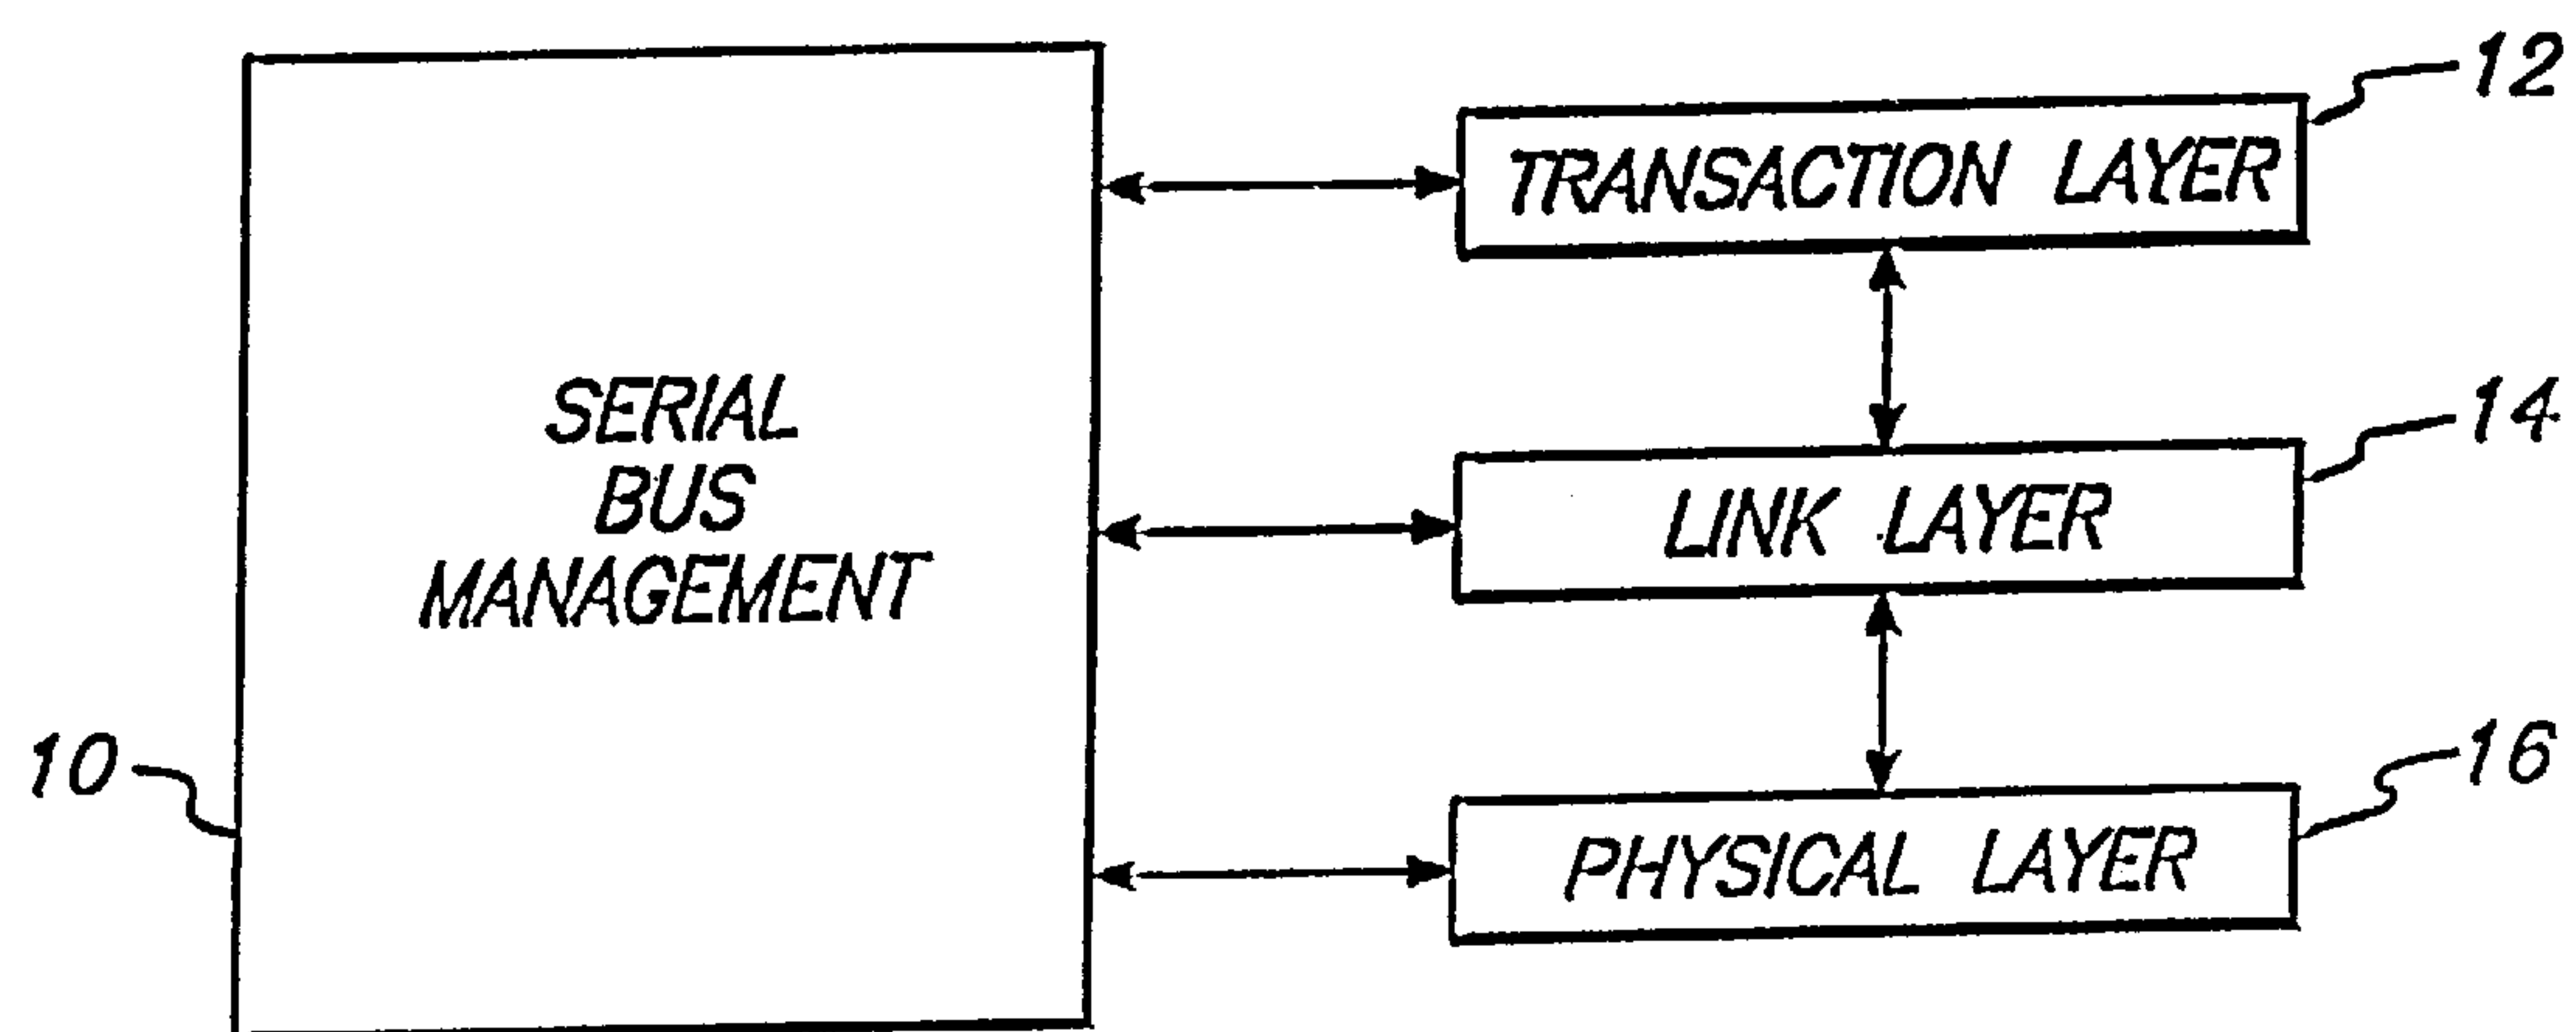 12
TRANSACTION LAYER
14
SERIAL
BUS
MANAGEMENT
LINK LAYER
10
16
PHYSICAL LAYER